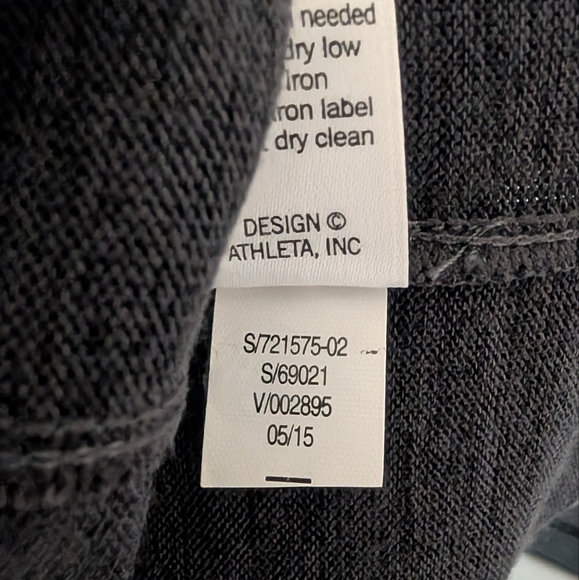 needed
dry low
Iron
iron label
dry clean
DESIGN ©
ATHLETA, INC
S/721575-02
S/69021
V/002895
05/15